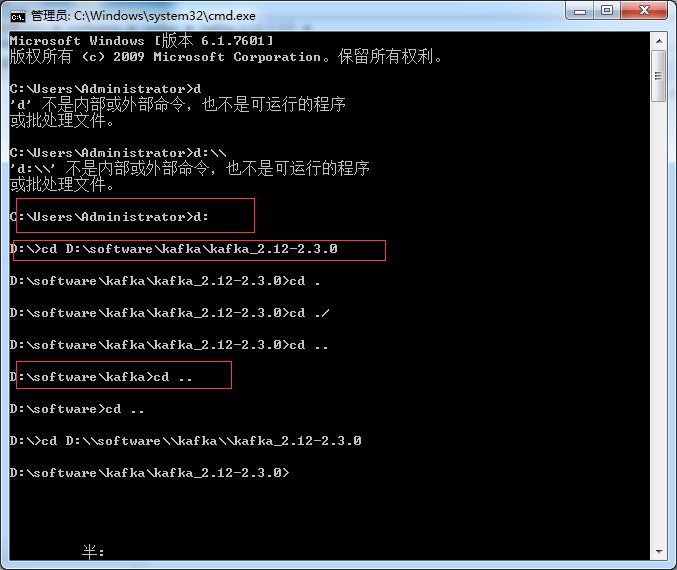 管理员: C:\Windows\system32\cmd.exe
Microsoft Windows [版本 6.1.7601]
版权所有 (c) 2009 Microsoft Corporation。保留所有权利。
C:\Users\Administrator>d
'd' 不是内部或外部命令，也不是可运行的程序
或批处理文件。
C:\Users\Administrator>d:\\
'd:\\' 不是内部或外部命令，也不是可运行的程序
或批处理文件。
C:\Users\Administrator>d:
D:\>cd D:\software\kafka\kafka_2.12-2.3.0
D:\software\kafka\kafka_2.12-2.3.0>cd .
D:\software\kafka\kafka_2.12-2.3.0>cd ./
D:\software\kafka\kafka_2.12-2.3.0>cd ..
D:\software\kafka>cd ..
D:\software>cd ..
D:\>cd D:\\software\\kafka\\kafka_2.12-2.3.0
D:\software\kafka\kafka_2.12-2.3.0>
半: